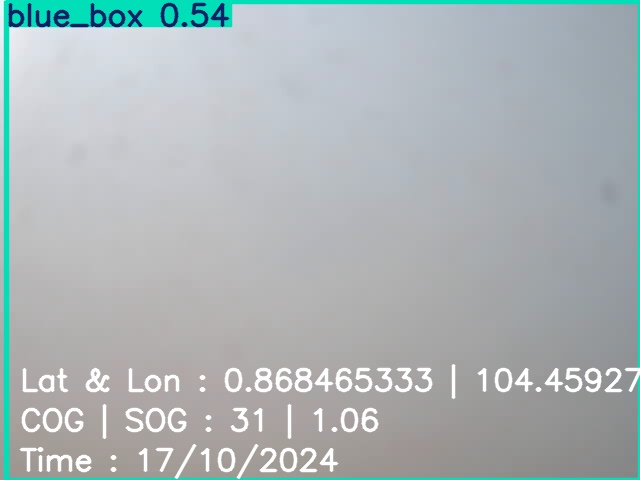 blue_box 0.54
Lat & Lon : 0.868465333 | 104.45927
COG | SOG : 31 | 1.06
Time : 17/10/2024